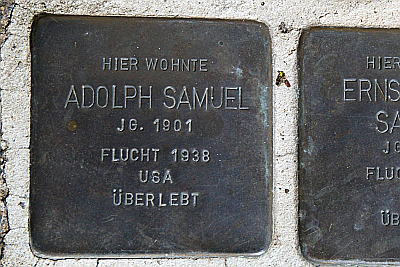 HIER WOHNTE
ADOLPH SAMUEL
JG. 1901
FLUCHT 1938
USA
ÜBERLEBT
HIER